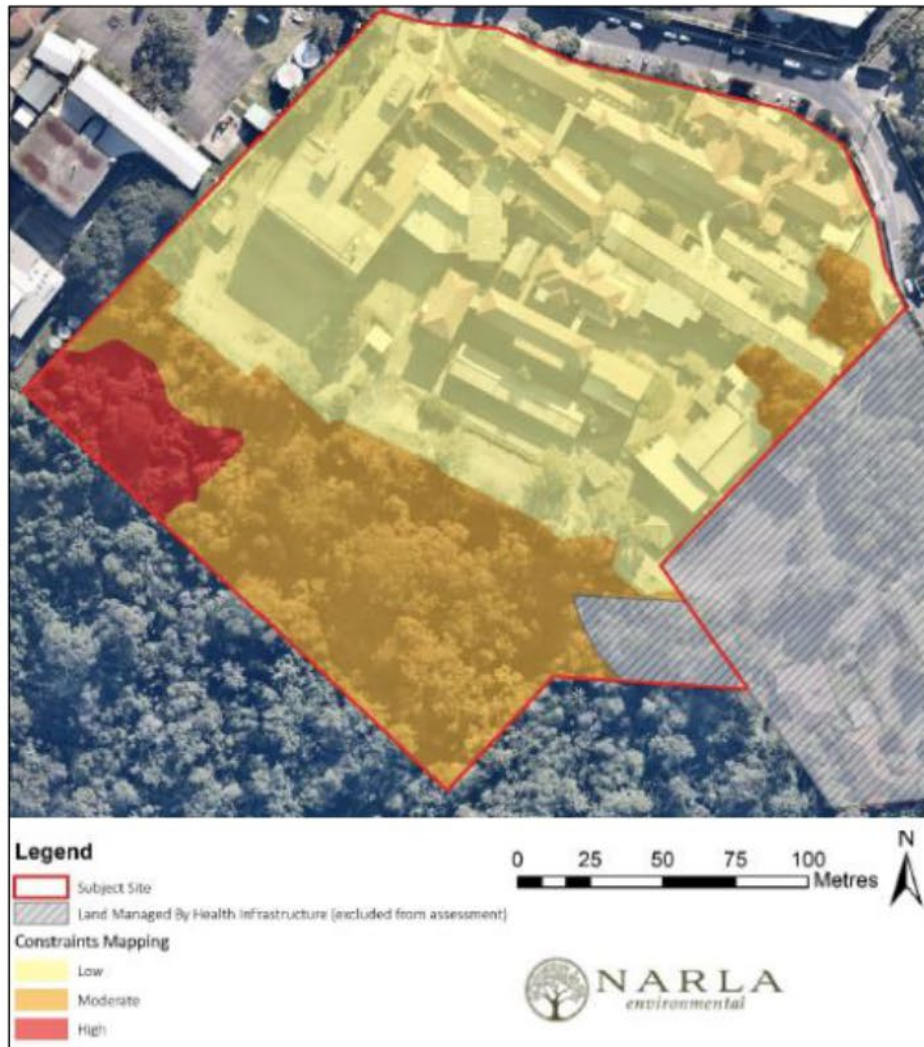 Legend
Subject Site
Land Managed By Health Infrastructure (excluded from assessment)
Constraints Mapping
Low
Moderate
High
0 25 50 75 100
Metres
N
NARLA
environmental